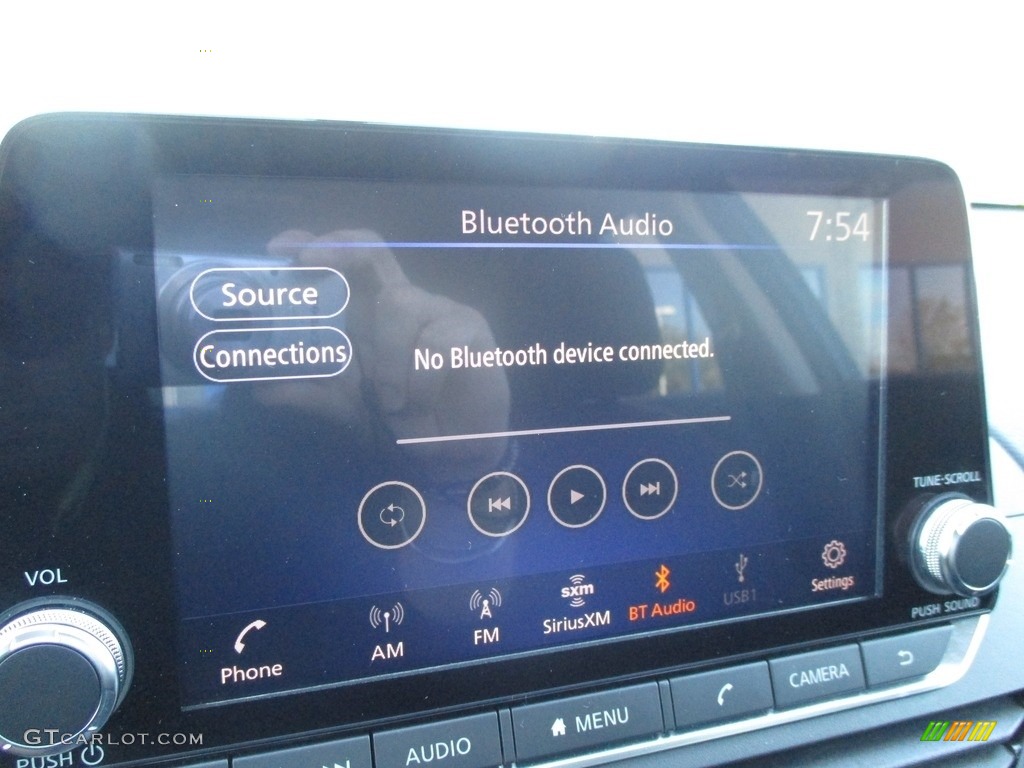 Bluetooth Audio
7:54
Source
Connections
No Bluetooth device connected.
TUNE·SCROLL
VOL
Phone
AM
FM
sxm
SiriusXM
BT Audio
USB1
Settings
PUSH SOUND
PUSH
AUDIO
MENU
CAMERA
GTCARLOT.COM